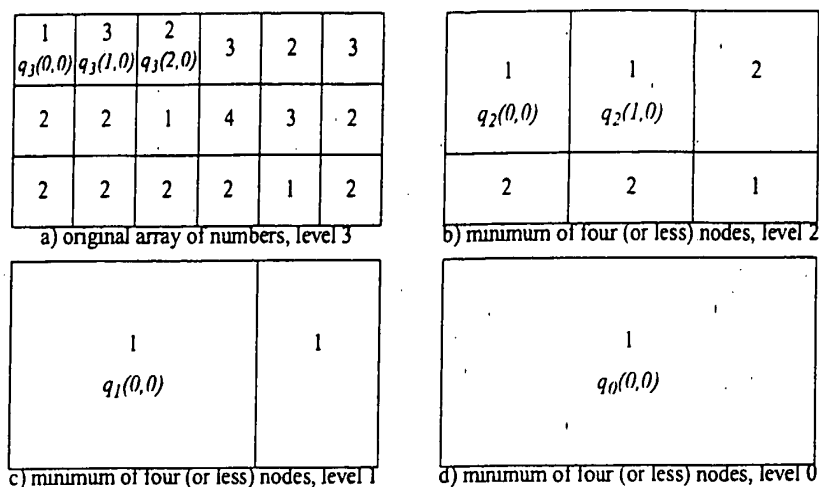 1 3 2 3 2 3
q3(0,0) q3(1,0) q3(2,0)
2 2 1 4 3 2
2 2 2 2 1 2
a) original array of numbers, level 3
1 1 2
q2(0,0) q2(1,0)
2 2 1
b) minimum of four (or less) nodes, level 2
1 1
q1(0,0)
c) minimum of four (or less) nodes, level 1
1
q0(0,0)
d) minimum of four (or less) nodes, level 0